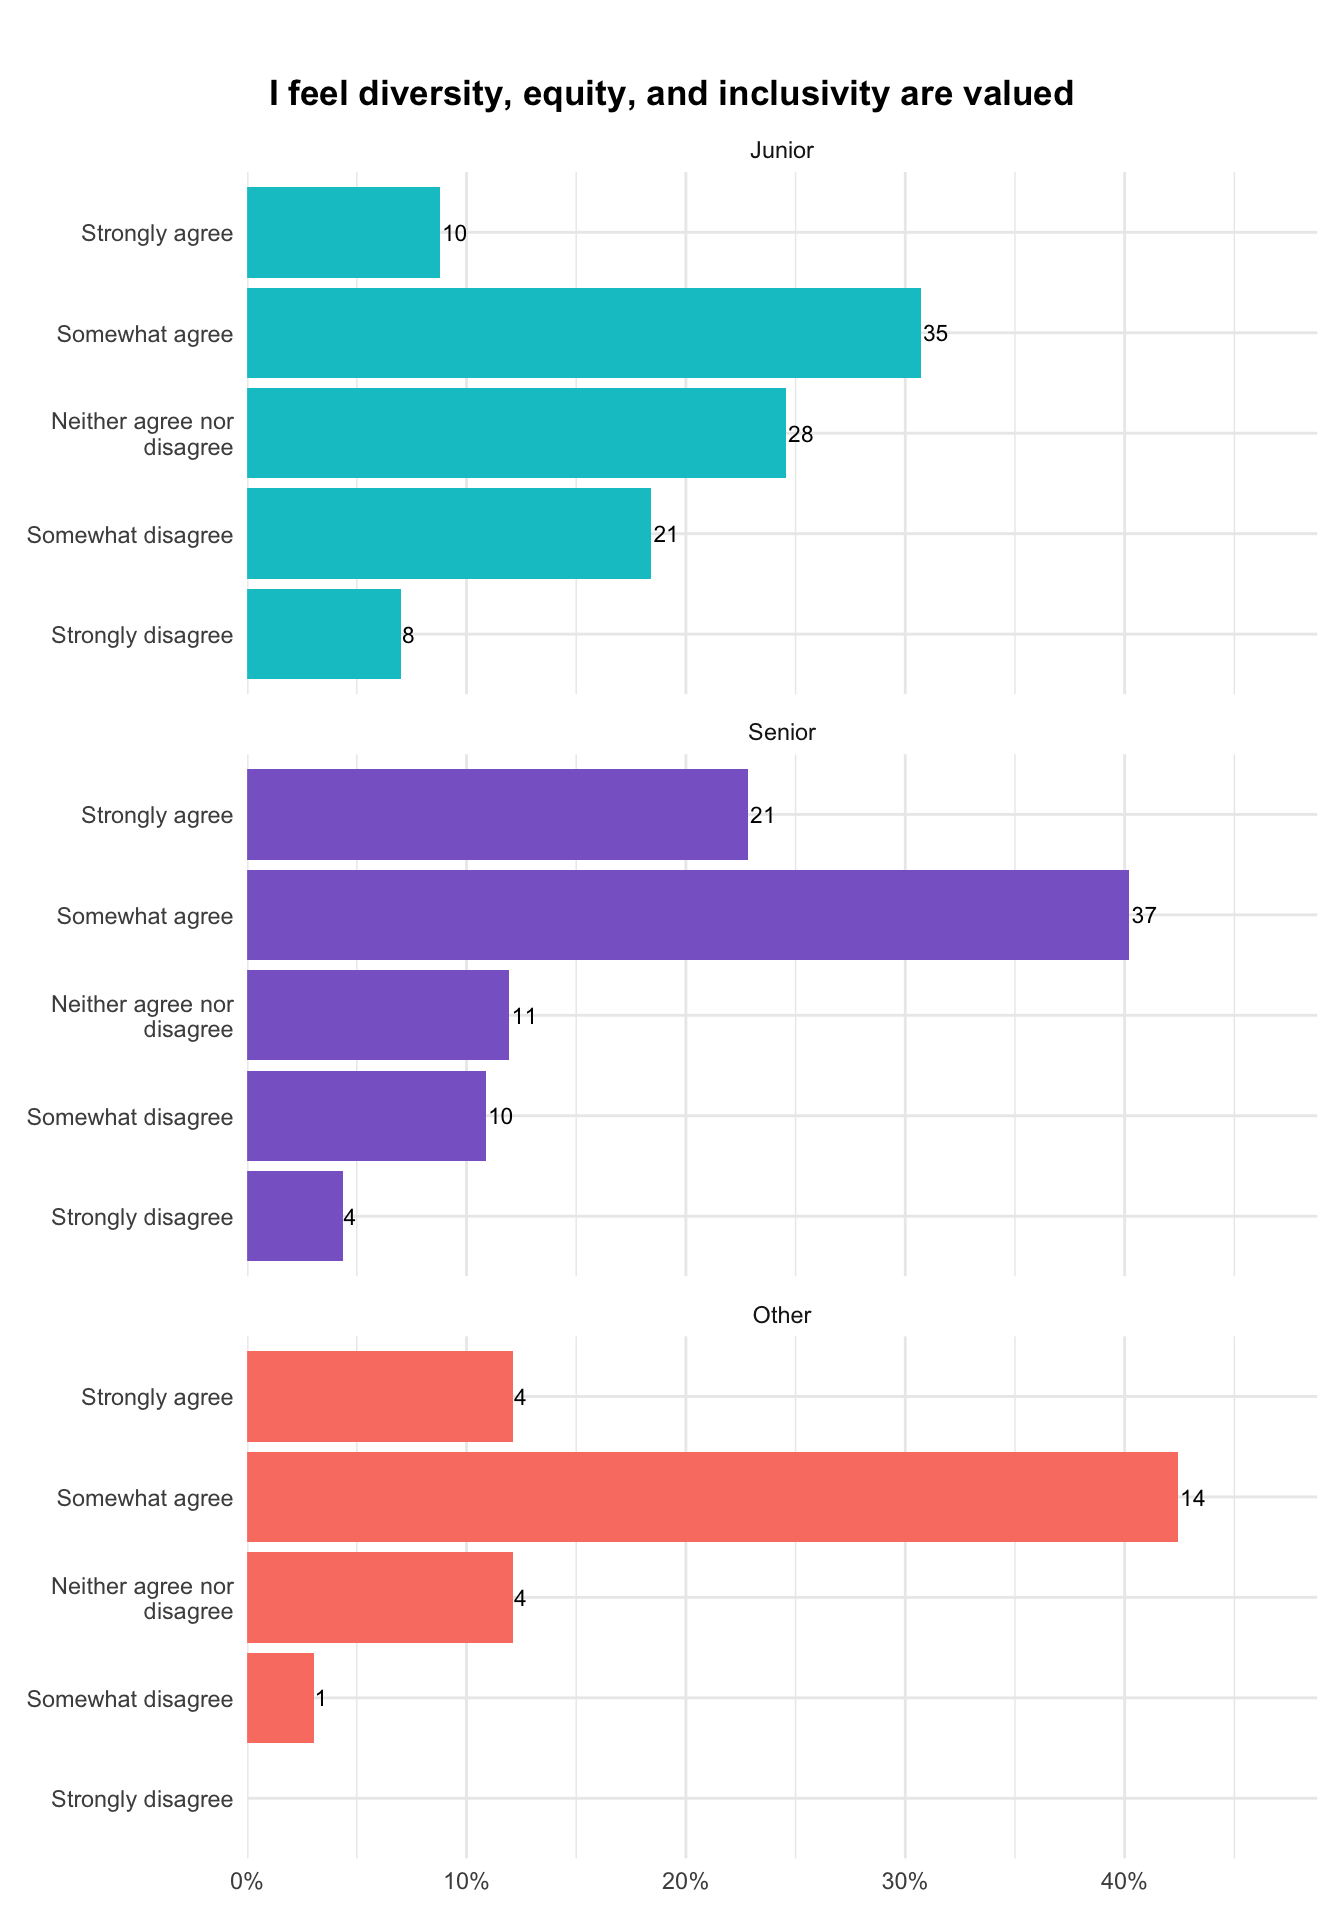 I feel diversity, equity, and inclusivity are valued
Junior
Strongly agree
10
Somewhat agree
35
Neither agree nor
disagree
28
Somewhat disagree
21
Strongly disagree
8
Senior
Strongly agree
21
Somewhat agree
37
Neither agree nor
disagree
11
Somewhat disagree
10
Strongly disagree
4
Other
Strongly agree
4
Somewhat agree
14
Neither agree nor
disagree
4
Somewhat disagree
1
Strongly disagree
0% 10% 20% 30% 40%